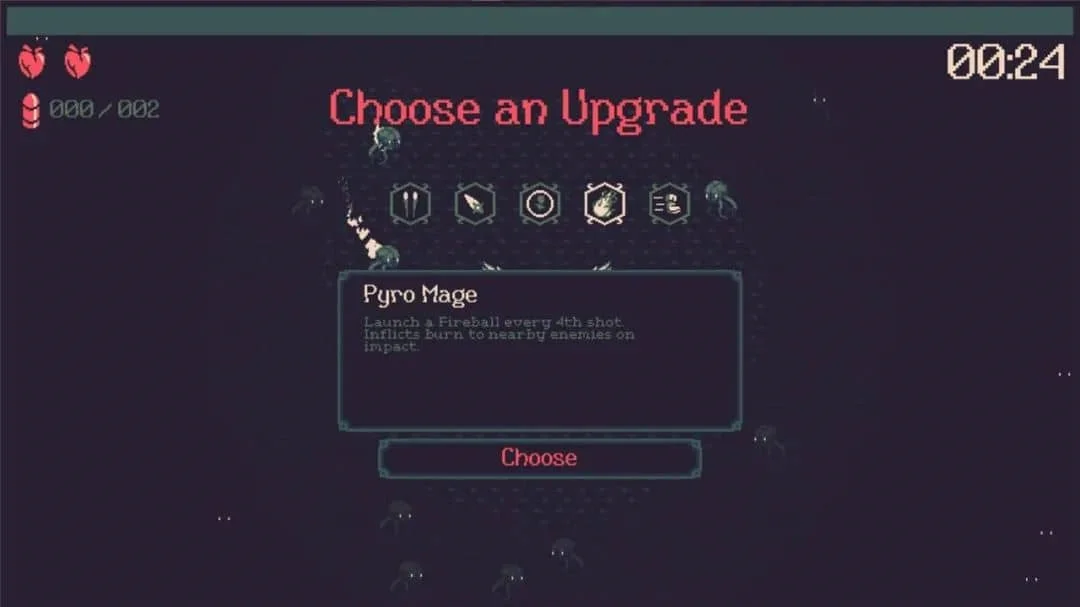 00:24
000/002
Choose an Upgrade
Pyro Mage
Launch a Fireball every 4th shot.
Inflicts burn to nearby enemies on
impact.
Choose